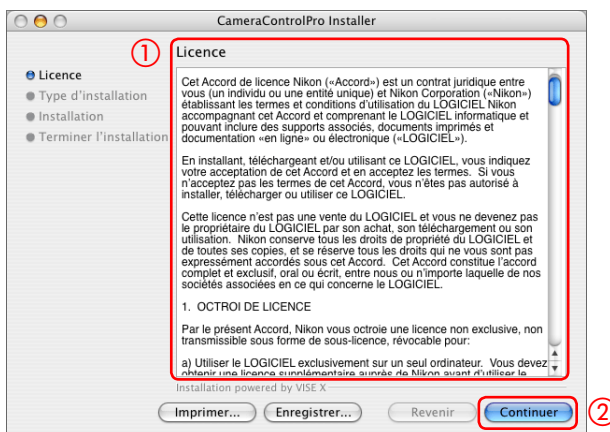 CameraControlPro Installer
①
Licence
Licence
Type d'installation
Installation
Terminer l'installation
Cet Accord de licence Nikon («Accord») est un contrat juridique entre
vous (un individu ou une entité unique) et Nikon Corporation («Nikon»)
établissant les termes et conditions d'utilisation du LOGICIEL Nikon
accompagnant cet Accord et comprenant le LOGICIEL informatique et
pouvant inclure des supports associés, documents imprimés et
documentation «en ligne» ou électronique («LOGICIEL»).
En installant, téléchargeant et/ou utilisant ce LOGICIEL, vous indiquez
votre acceptation de cet Accord et en acceptez les termes. Si vous
n'acceptez pas les termes de cet Accord, vous n'êtes pas autorisé à
installer, télécharger ou utiliser ce LOGICIEL.
Cette licence n'est pas une vente du LOGICIEL et vous ne devenez pas
le propriétaire du LOGICIEL par son achat, son téléchargement ou son
utilisation. Nikon conserve tous les droits de propriété du LOGICIEL et
de toutes ses copies, et se réserve tous les droits qui ne vous sont pas
expressément accordés sous cet Accord. Cet Accord constitue l'accord
complet et exclusif, oral ou écrit, entre nous ou n'importe laquelle de nos
sociétés associées en ce qui concerne le LOGICIEL.
1. OCTROI DE LICENCE
Par le présent Accord, Nikon vous octroie une licence non exclusive, non
transmissible sous forme de sous-licence, révocable pour:
a) Utiliser le LOGICIEL exclusivement sur un seul ordinateur. Vous devez
obtenir une licence supplémentaire auprès de Nikon avant d'utiliser le
Installation powered by VISE X
Imprimer... Enregistrer... Revenir Continuer
②